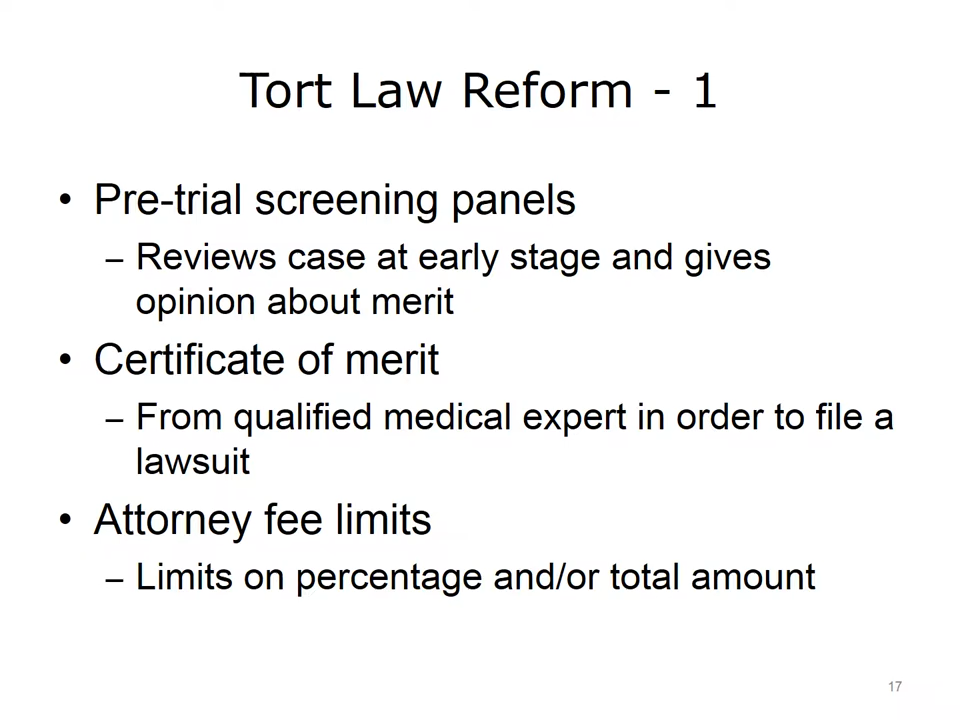 Tort Law Reform - 1
• Pre-trial screening panels
– Reviews case at early stage and gives
opinion about merit
• Certificate of merit
– From qualified medical expert in order to file a
lawsuit
• Attorney fee limits
– Limits on percentage and/or total amount
17